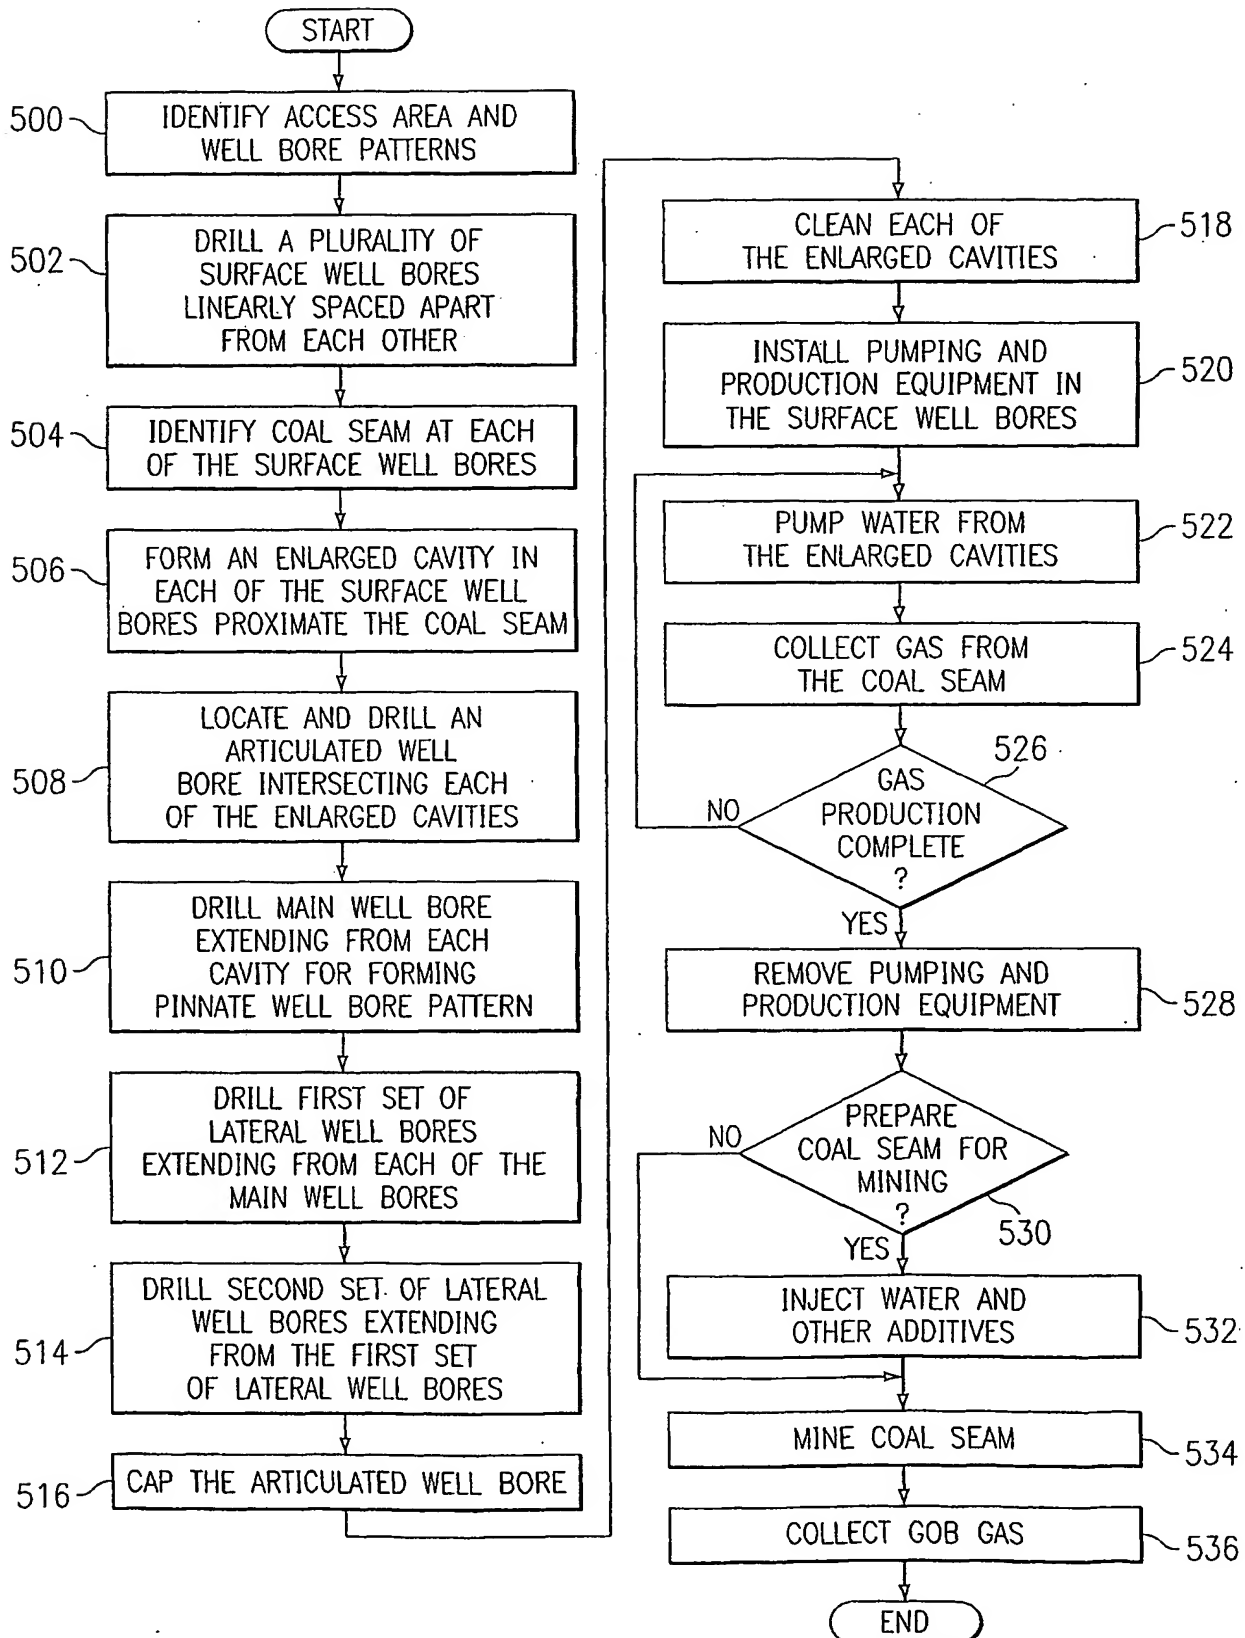 START
500
IDENTIFY ACCESS AREA AND
WELL BORE PATTERNS
502
DRILL A PLURALITY OF
SURFACE WELL BORES
LINEARLY SPACED APART
FROM EACH OTHER
504
IDENTIFY COAL SEAM AT EACH
OF THE SURFACE WELL BORES
506
FORM AN ENLARGED CAVITY IN
EACH OF THE SURFACE WELL
BORES PROXIMATE THE COAL SEAM
508
LOCATE AND DRILL AN
ARTICULATED WELL
BORE INTERSECTING EACH
OF THE ENLARGED CAVITIES
510
DRILL MAIN WELL BORE
EXTENDING FROM EACH
CAVITY FOR FORMING
PINNATE WELL BORE PATTERN
512
DRILL FIRST SET OF
LATERAL WELL BORES
EXTENDING FROM EACH OF THE
MAIN WELL BORES
514
DRILL SECOND SET OF LATERAL
WELL BORES EXTENDING
FROM THE FIRST SET
OF LATERAL WELL BORES
516
CAP THE ARTICULATED WELL BORE
CLEAN EACH OF
THE ENLARGED CAVITIES
518
INSTALL PUMPING AND
PRODUCTION EQUIPMENT IN
THE SURFACE WELL BORES
520
PUMP WATER FROM
THE ENLARGED CAVITIES
522
COLLECT GAS FROM
THE COAL SEAM
524
526
GAS
PRODUCTION
COMPLETE
?
NO
YES
REMOVE PUMPING AND
PRODUCTION EQUIPMENT
528
PREPARE
COAL SEAM FOR
MINING
?
NO
530
YES
INJECT WATER AND
OTHER ADDITIVES
532
MINE COAL SEAM
534
COLLECT GOB GAS
536
END